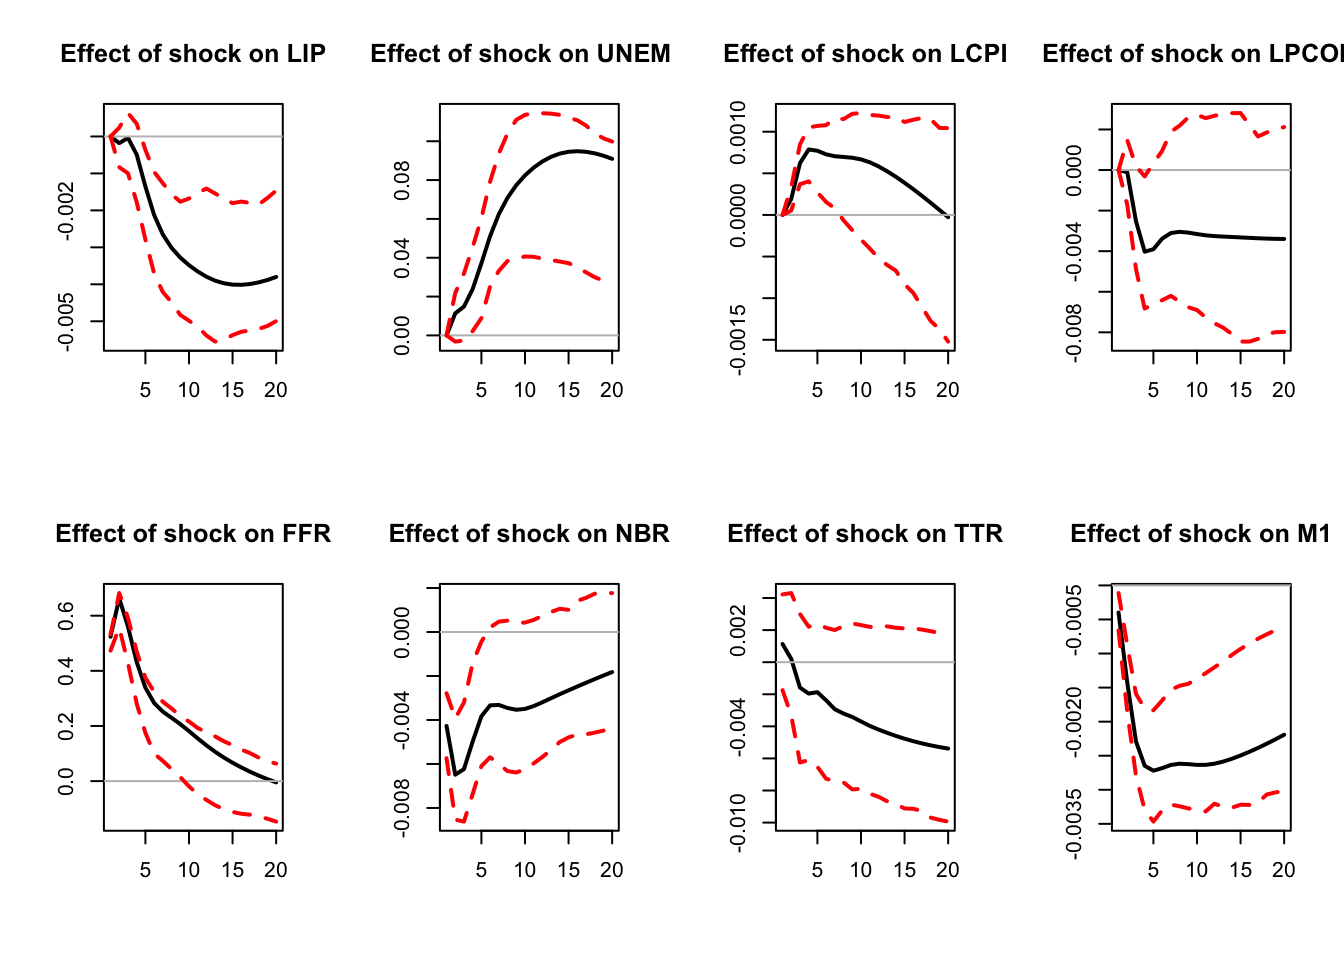 Effect of shock on LIP
Effect of shock on UNEM
Effect of shock on LCPI
Effect of shock on LPCOI
-0.002
-0.005
5 10 15 20
0.08
0.04
0.00
5 10 15 20
0.0010
0.0000
-0.0015
5 10 15 20
0.000
-0.004
-0.008
5 10 15 20
Effect of shock on FFR
Effect of shock on NBR
Effect of shock on TTR
Effect of shock on M1
0.6
0.4
0.2
0.0
5 10 15 20
0.000
-0.004
-0.008
5 10 15 20
0.002
-0.004
-0.010
5 10 15 20
-0.0005
-0.0020
-0.0035
5 10 15 20